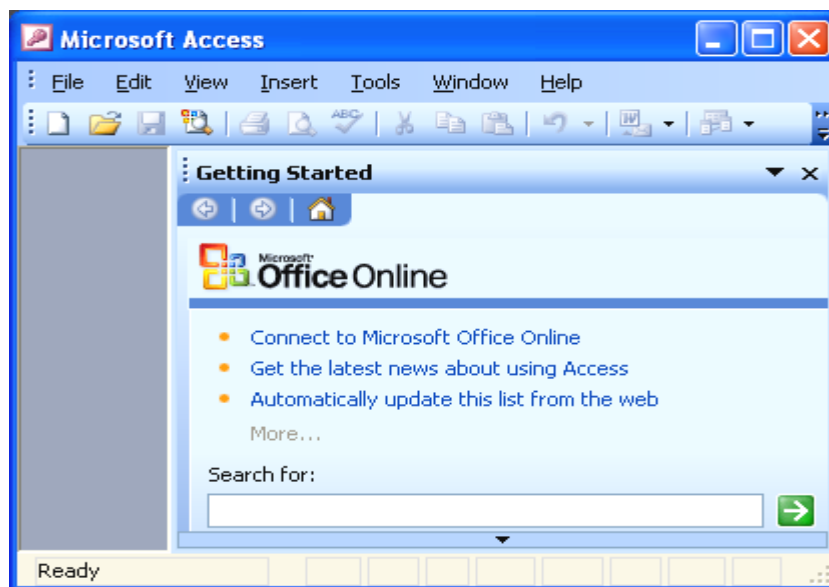 Microsoft Access
File Edit View Insert Tools Window Help
ABC W
Getting Started
Microsoft
Office Online
Connect to Microsoft Office Online
Get the latest news about using Access
Automatically update this list from the web
More...
Search for:
Ready